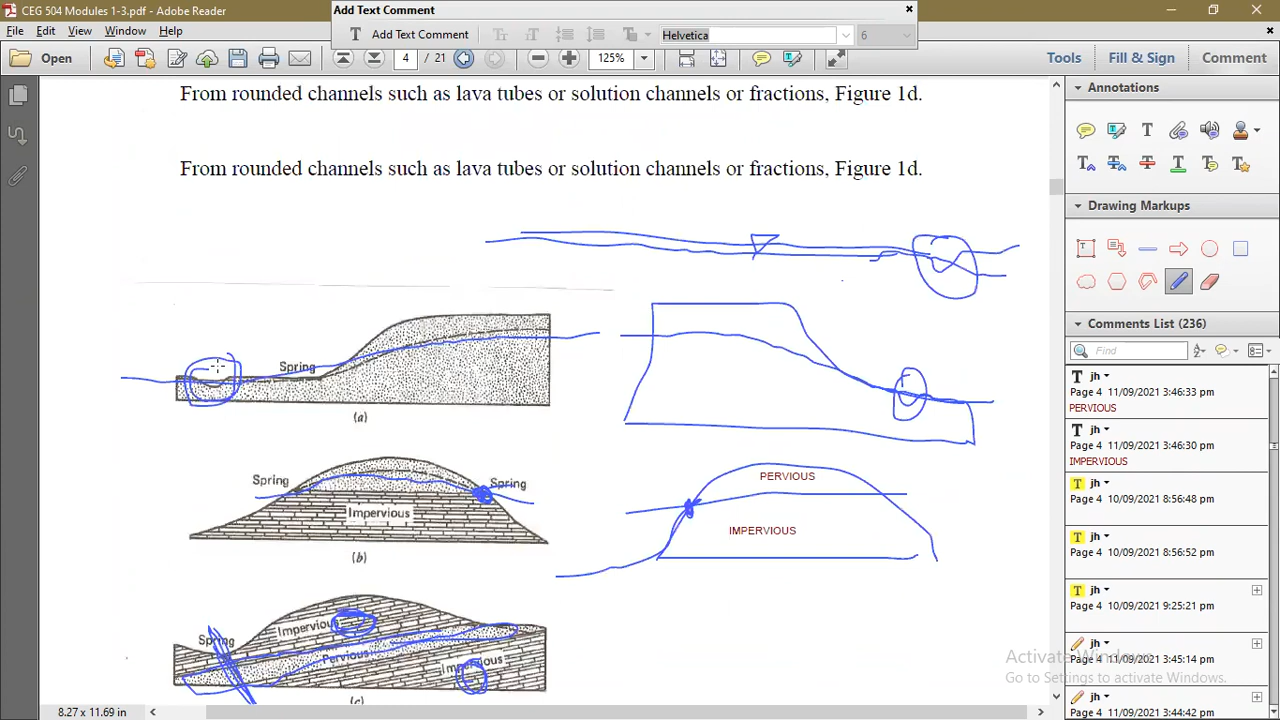 CEG 504 Modules 1-3.pdf - Adobe Reader
Add Text Comment
File Edit View Window Help
Add Text Comment
Helvetica
6
Open
4 / 21
125%
Tools
Fill & Sign
Comment
From rounded channels such as lava tubes or solution channels or fractions, Figure 1d.
From rounded channels such as lava tubes or solution channels or fractions, Figure 1d.
Spring
(a)
Spring
Spring
Impervious
(b)
PERVIOUS
IMPERVIOUS
Spring
Impervious
Pervious
Impervious
(c)
Annotations
Drawing Markups
Comments List (236)
Find
jh
Page 4 11/09/2021 3:46:33 pm
PERVIOUS
jh
Page 4 11/09/2021 3:46:30 pm
IMPERVIOUS
jh
Page 4 10/09/2021 8:56:48 pm
jh
Page 4 10/09/2021 8:56:52 pm
jh
Page 4 10/09/2021 9:25:21 pm
jh
Page 4 11/09/2021 3:45:14 pm
jh
Page 4 11/09/2021 3:44:42 pm
Activate Windows
Go to Settings to activate Windows.
8.27 x 11.69 in